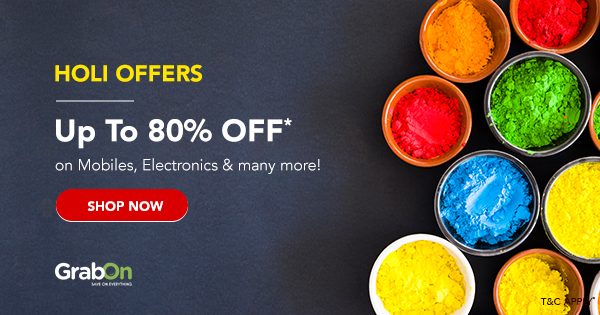 HOLI OFFERS
Up To 80% OFF*
on Mobiles, Electronics & many more!
SHOP NOW
GrabOn
SAVE ON EVERYTHING
T&C APPLY*